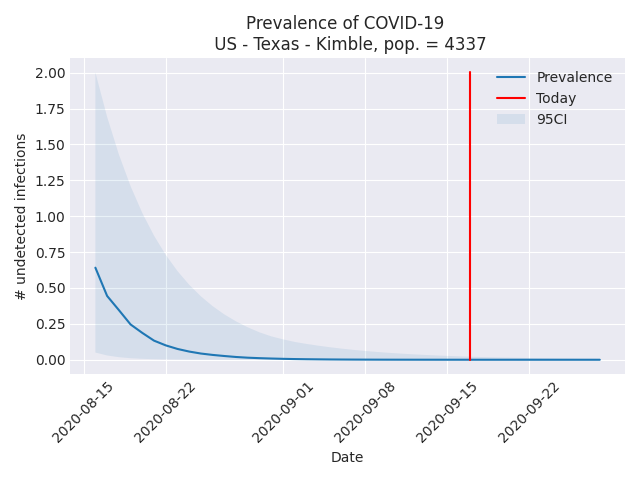 Prevalence of COVID-19
US - Texas - Kimble, pop. = 4337
2.00
1.75
1.50
1.25
1.00
0.75
0.50
0.25
0.00
# undetected infections
Prevalence
Today
95CI
2020-08-15
2020-08-22
2020-09-01
2020-09-08
2020-09-15
2020-09-22
Date